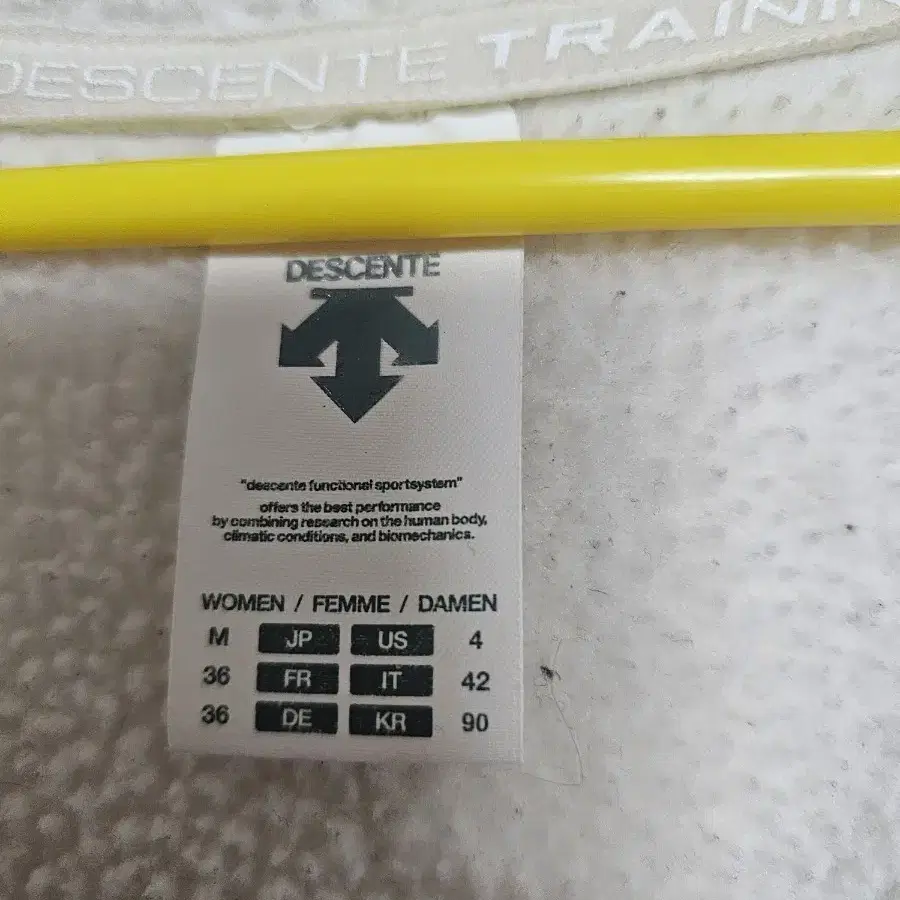 DESCENTE TRAININ
DESCENTE
"descente functional sportsystem"
offers the best performance
by combining research on the human body,
climatic conditions, and biomechanics.
WOMEN / FEMME / DAMEN
M JP US 4
36 FR IT 42
36 DE KR 90